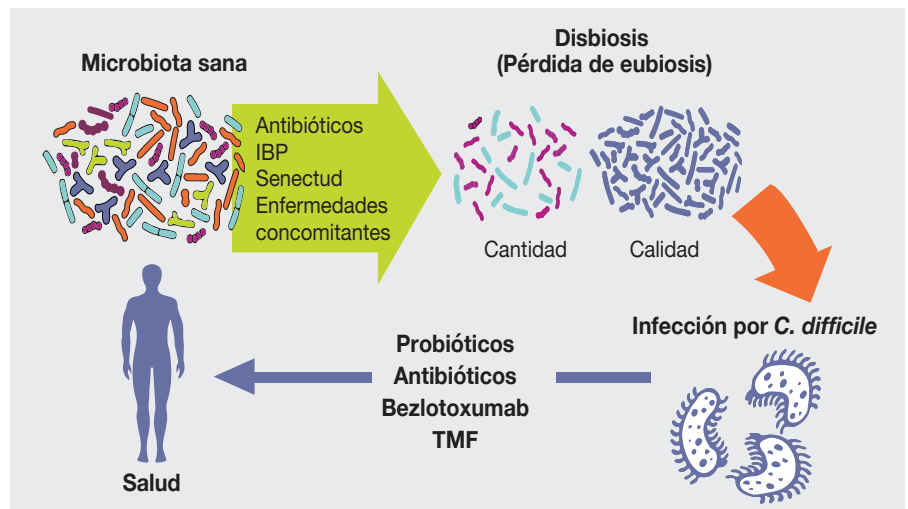 Microbiota sana
Disbiosis
(Pérdida de eubiosis)
Antibióticos
IBP
Senectud
Enfermedades
concomitantes
Cantidad
Calidad
Infección por C. difficile
Probióticos
Antibióticos
Bezlotoxumab
TMF
Salud